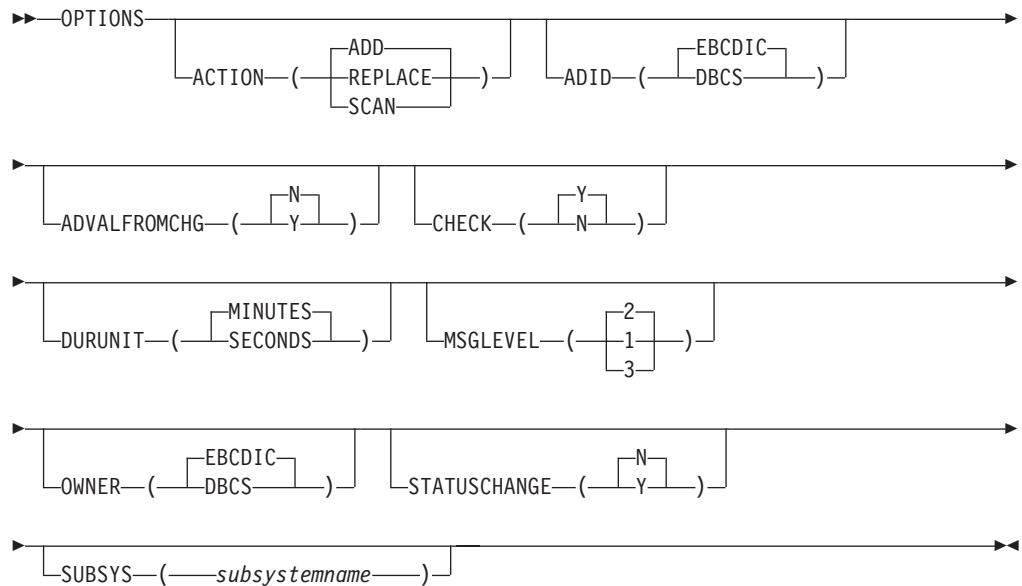 OPTIONS
ADD
ACTION ( REPLACE )
SCAN
EBCDIC
ADID ( DBCS )
N
ADVALFROMCHG ( Y )
Y
CHECK ( N )
MINUTES
DURUNIT ( SECONDS )
2
MSGLEVEL ( 1 )
3
EBCDIC
OWNER ( DBCS )
N
STATUSCHANGE ( Y )
SUBSYS ( subsystemname )